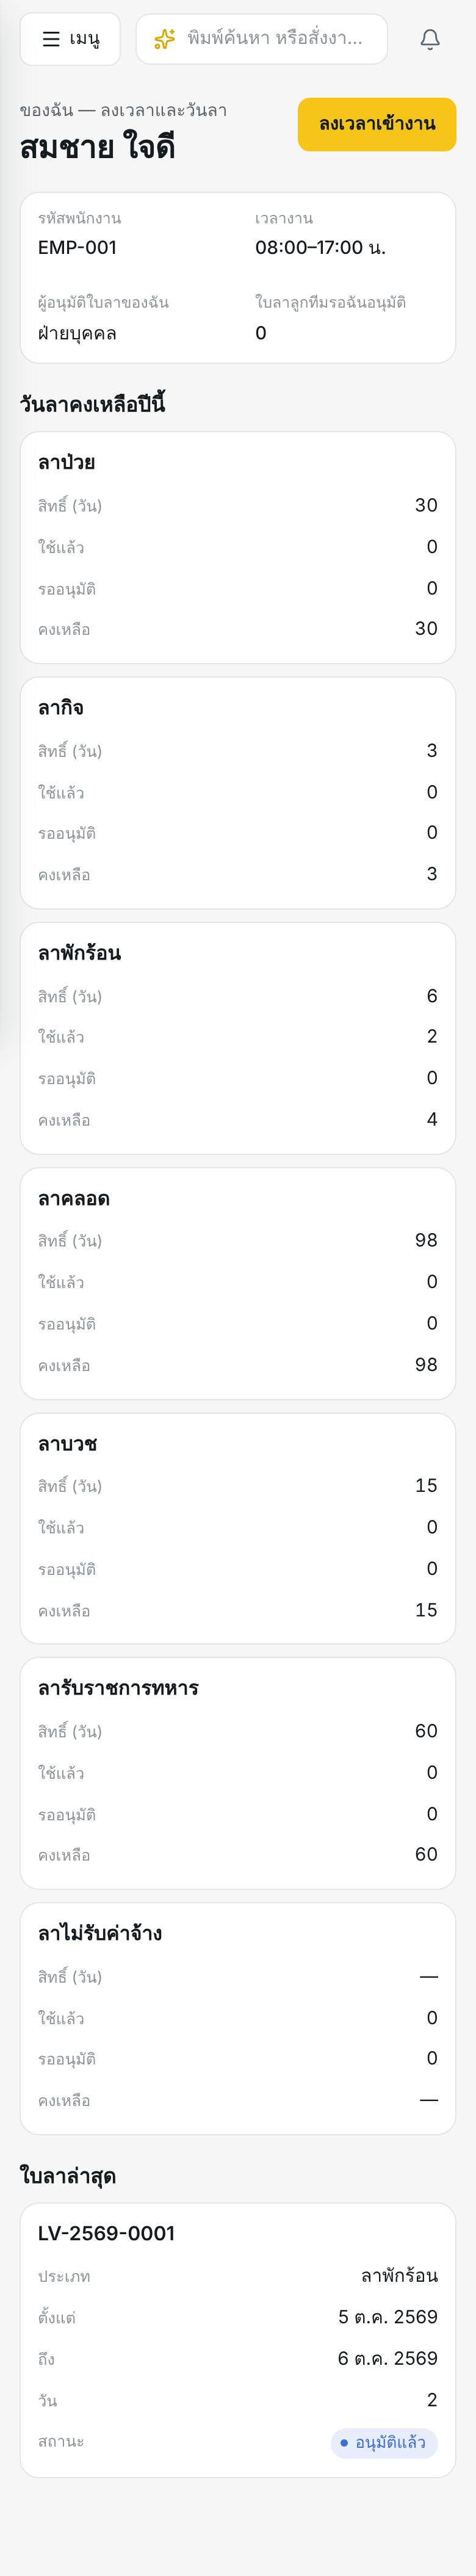 เมนู
พิมพ์ค้นหา หรือสั่งงา...
ของฉัน — ลงเวลาและวันลา
สมชาย ใจดี
ลงเวลาเข้างาน
รหัสพนักงาน
EMP-001
เวลางาน
08:00–17:00 น.
ผู้อนุมัติใบลาของฉัน
ฝ่ายบุคคล
ใบลาลูกทีมรอฉันอนุมัติ
0
วันลาคงเหลือปีนี้
ลาป่วย
สิทธิ์ (วัน) 30
ใช้แล้ว 0
รออนุมัติ 0
คงเหลือ 30
ลากิจ
สิทธิ์ (วัน) 3
ใช้แล้ว 0
รออนุมัติ 0
คงเหลือ 3
ลาพักร้อน
สิทธิ์ (วัน) 6
ใช้แล้ว 2
รออนุมัติ 0
คงเหลือ 4
ลาคลอด
สิทธิ์ (วัน) 98
ใช้แล้ว 0
รออนุมัติ 0
คงเหลือ 98
ลาบวช
สิทธิ์ (วัน) 15
ใช้แล้ว 0
รออนุมัติ 0
คงเหลือ 15
ลารับราชการทหาร
สิทธิ์ (วัน) 60
ใช้แล้ว 0
รออนุมัติ 0
คงเหลือ 60
ลาไม่รับค่าจ้าง
สิทธิ์ (วัน) —
ใช้แล้ว 0
รออนุมัติ 0
คงเหลือ —
ใบลาล่าสุด
LV-2569-0001
ประเภท ลาพักร้อน
ตั้งแต่ 5 ต.ค. 2569
ถึง 6 ต.ค. 2569
วัน 2
สถานะ อนุมัติแล้ว